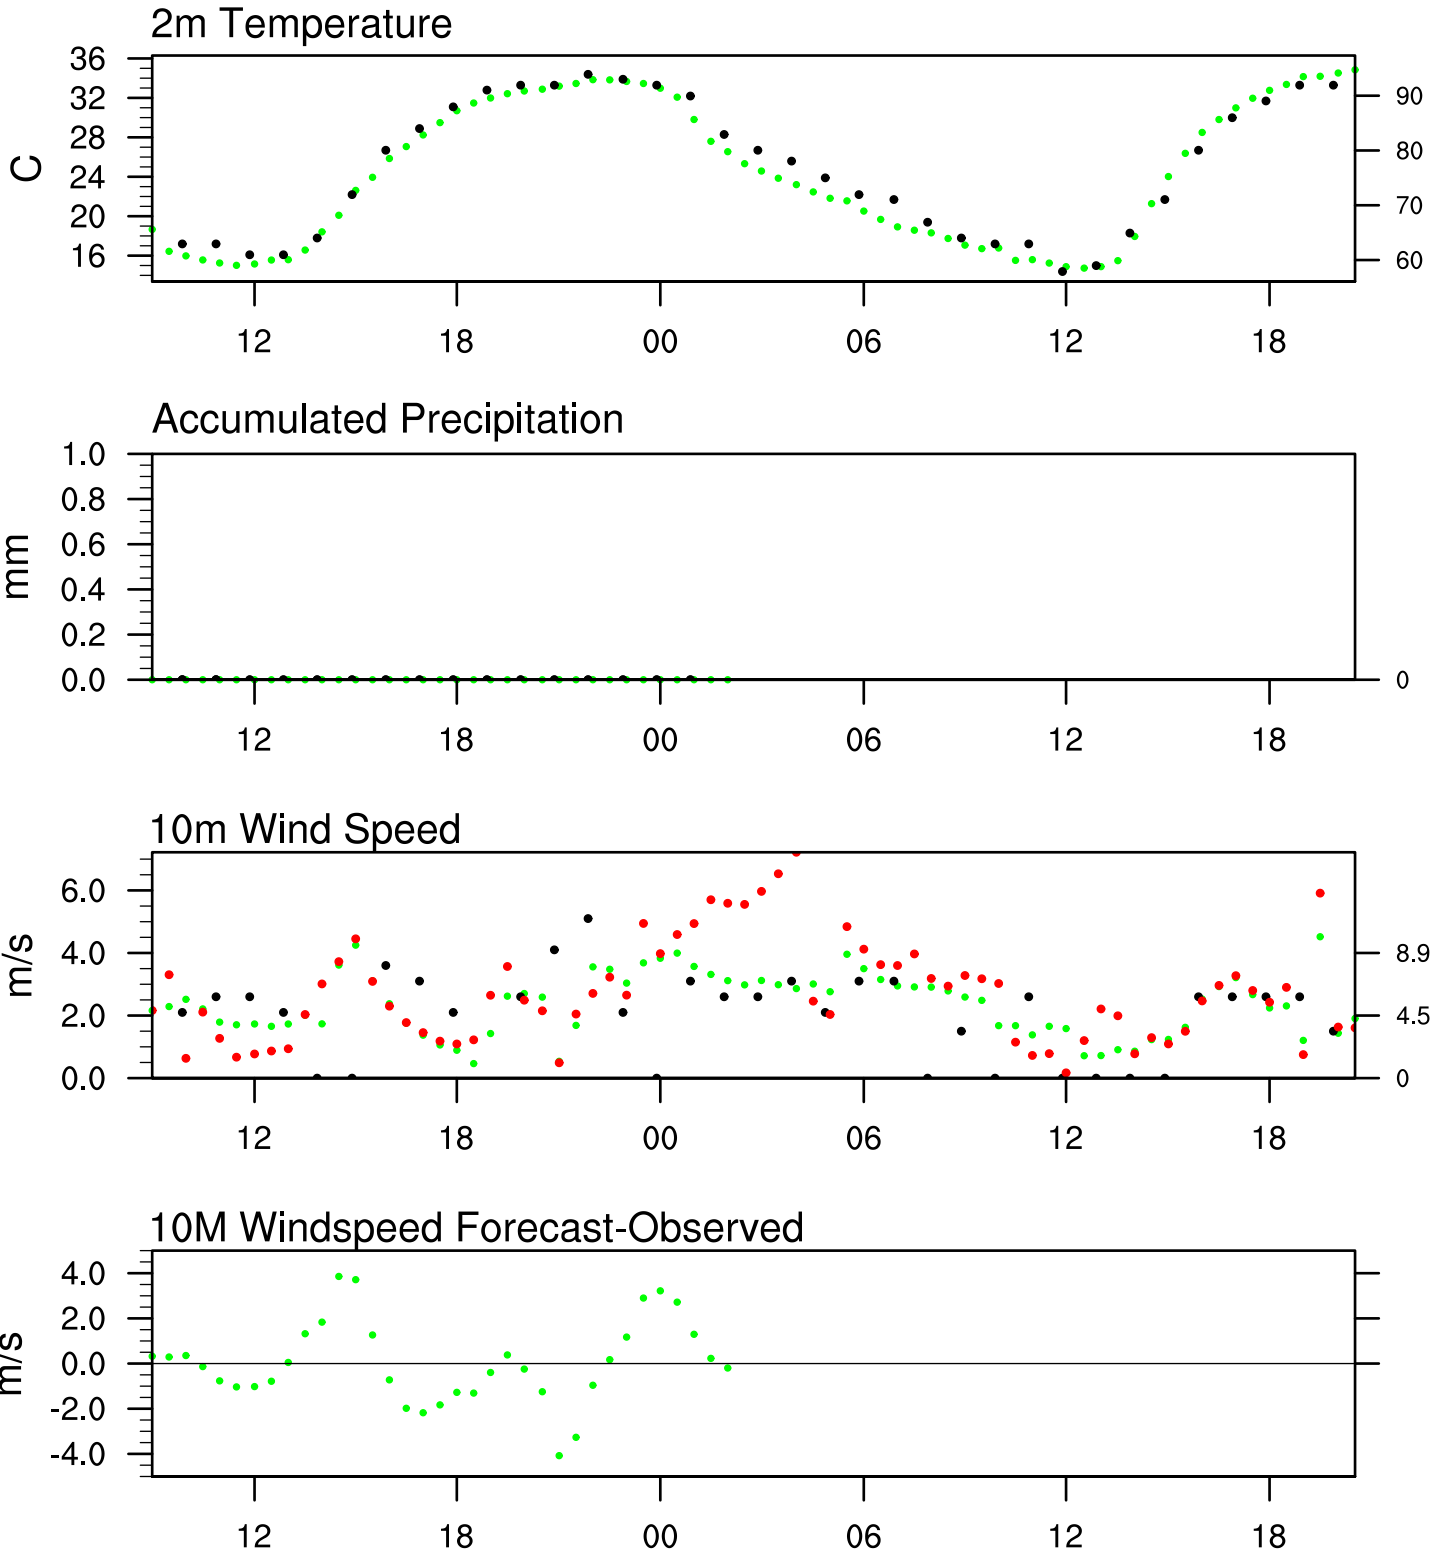 2m Temperature
36
32
28
24
20
16
C
90
80
70
60
12 18 00 06 12 18
Accumulated Precipitation
1.0
0.8
0.6
0.4
0.2
0.0
mm
0
12 18 00 06 12 18
10m Wind Speed
6.0
4.0
2.0
0.0
m/s
8.9
4.5
0
12 18 00 06 12 18
10M Windspeed Forecast-Observed
4.0
2.0
0.0
-2.0
-4.0
m/s
12 18 00 06 12 18